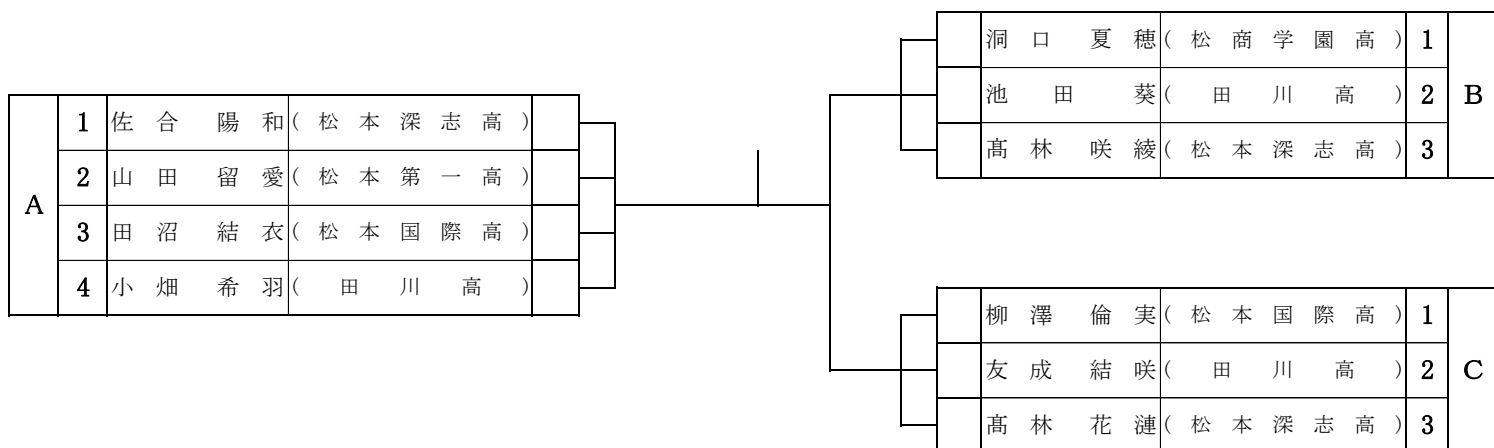 A
1 佐合 陽和 (松本深志高)
2 山田 留愛 (松本第一高)
3 田沼 結衣 (松本国際高)
4 小畑 希羽 (田川高)
洞口 夏穂 (松商学園高) 1
池田 葵 (田川高) 2
髙林 咲綾 (松本深志高) 3
B
柳澤 倫実 (松本国際高) 1
友成 結咲 (田川高) 2
髙林 花漣 (松本深志高) 3
C